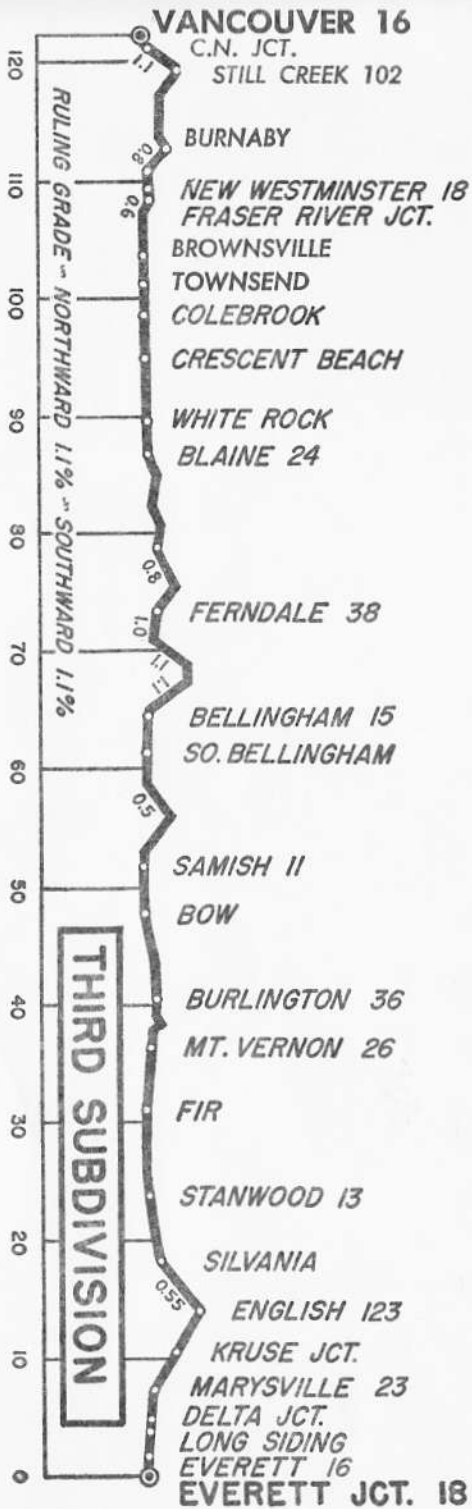 VANCOUVER 16
C.N. JCT.
STILL CREEK 102
BURNABY
NEW WESTMINSTER 18
FRASER RIVER JCT.
BROWNSVILLE
TOWNSEND
COLEBROOK
CRESCENT BEACH
WHITE ROCK
BLAINE 24
FERNDALE 38
BELLINGHAM 15
SO. BELLINGHAM
SAMISH 11
BOW
BURLINGTON 36
MT. VERNON 26
FIR
STANWOOD 13
SILVANIA
ENGLISH 123
KRUSE JCT.
MARYSVILLE 23
DELTA JCT.
LONG SIDING
EVERETT 16
EVERETT JCT. 18
1.1
0.8
0.6
0.8
1.0
1.1
1.1
0.5
0.55
RULING GRADE ~ NORTHWARD 1.1% ~ SOUTHWARD 1.1%
THIRD SUBDIVISION
120
110
100
90
80
70
60
50
40
30
20
10
0